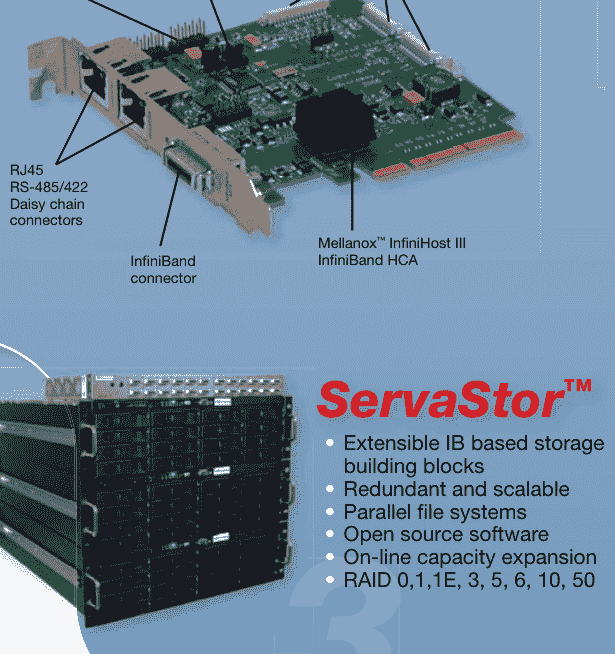 RJ45
RS-485/422
Daisy chain
connectors
InfiniBand
connector
Mellanox™ InfiniHost III
InfiniBand HCA
ServaStor™
• Extensible IB based storage
building blocks
• Redundant and scalable
• Parallel file systems
• Open source software
• On-line capacity expansion
• RAID 0,1,1E, 3, 5, 6, 10, 50
3